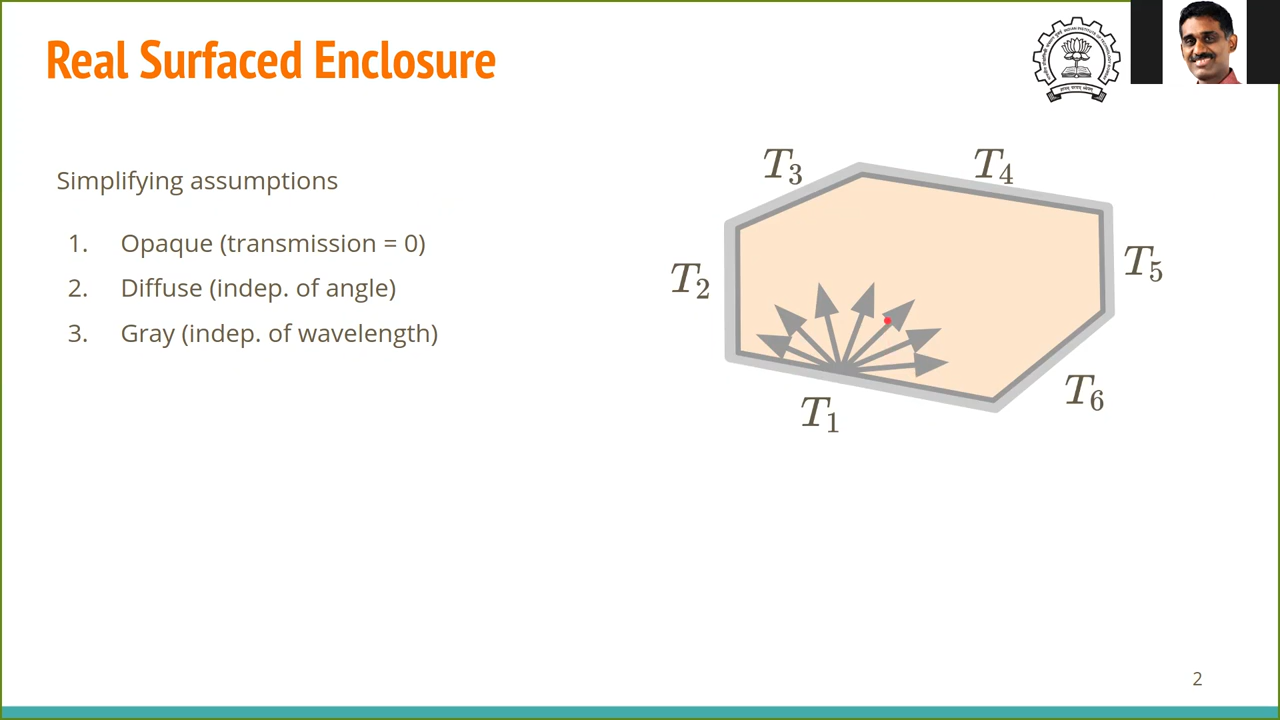 Real Surfaced Enclosure
Simplifying assumptions
1. Opaque (transmission = 0)
2. Diffuse (indep. of angle)
3. Gray (indep. of wavelength)
T3
T4
T2
T5
T1
T6
2